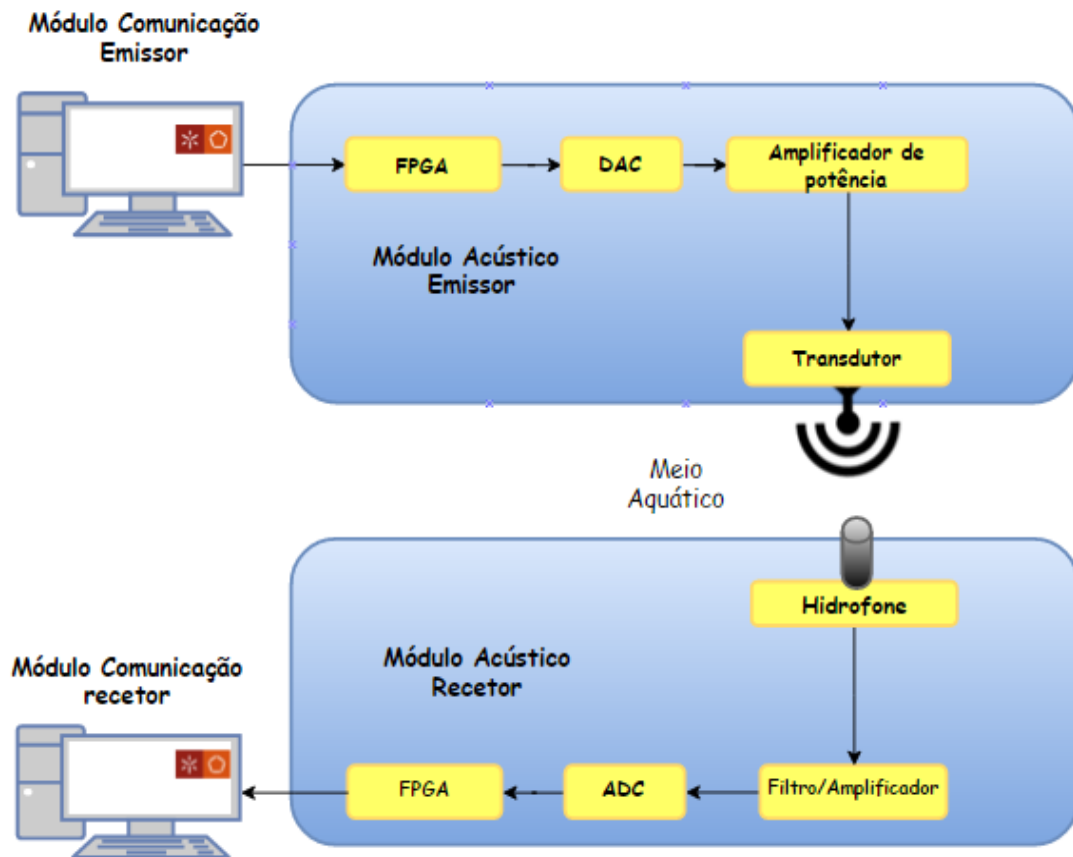 Módulo Comunicação
Emissor
FPGA
DAC
Amplificador de
potência
Módulo Acústico
Emissor
Transdutor
Meio
Aquático
Hidrofone
Módulo Acústico
Recetor
Módulo Comunicação
recetor
FPGA
ADC
Filtro/Amplificador